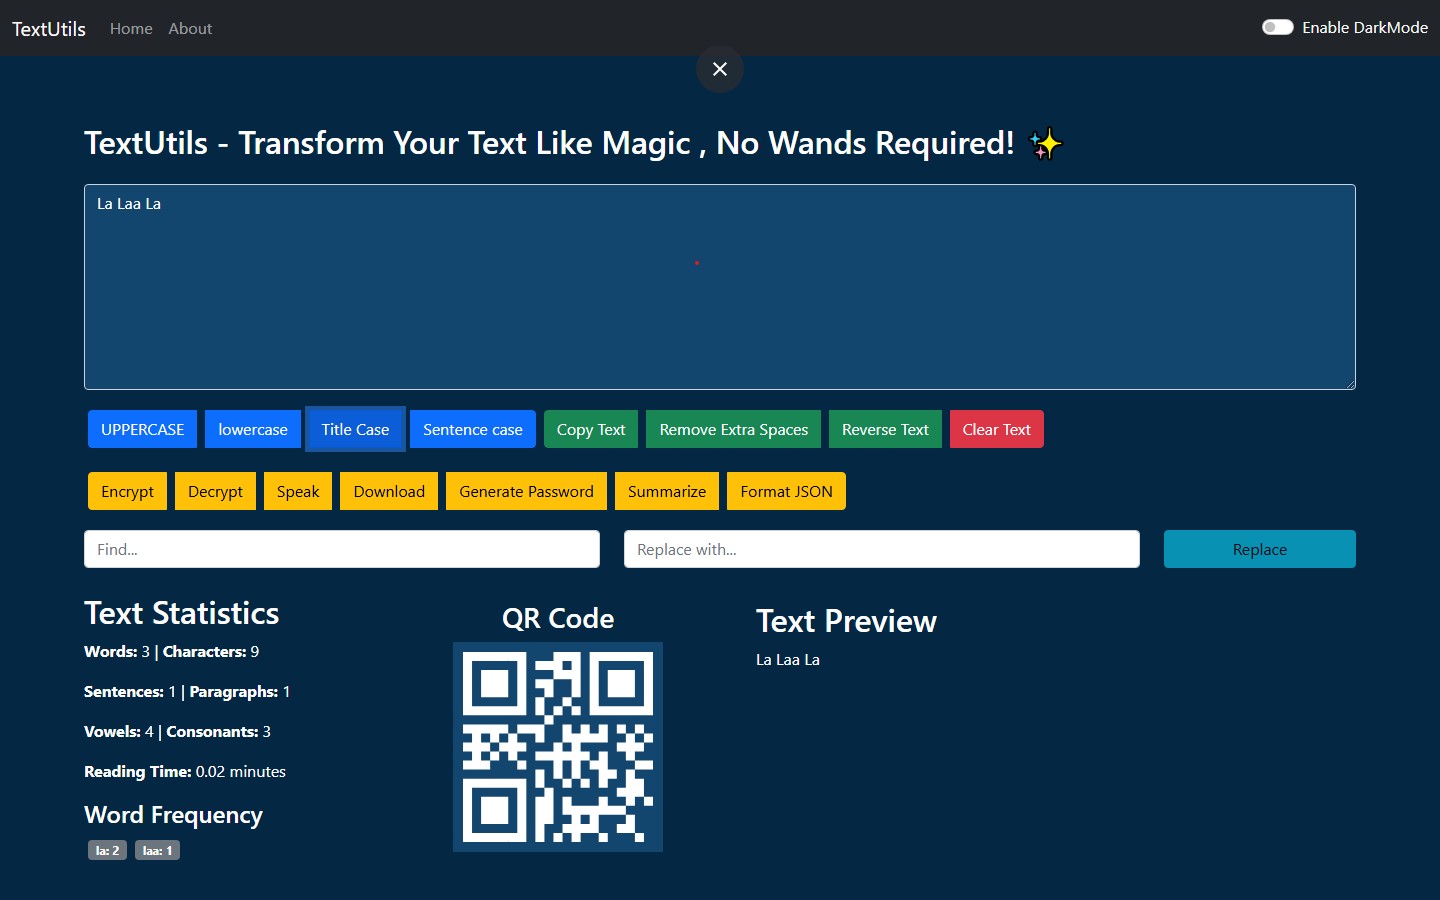 TextUtils Home About Enable DarkMode
TextUtils - Transform Your Text Like Magic , No Wands Required! ✨
La Laa La
UPPERCASE lowercase Title Case Sentence case Copy Text Remove Extra Spaces Reverse Text Clear Text
Encrypt Decrypt Speak Download Generate Password Summarize Format JSON
Find... Replace with... Replace
Text Statistics
Words: 3 | Characters: 9
Sentences: 1 | Paragraphs: 1
Vowels: 4 | Consonants: 3
Reading Time: 0.02 minutes
Word Frequency
la: 2 laa: 1
QR Code
Text Preview
La Laa La